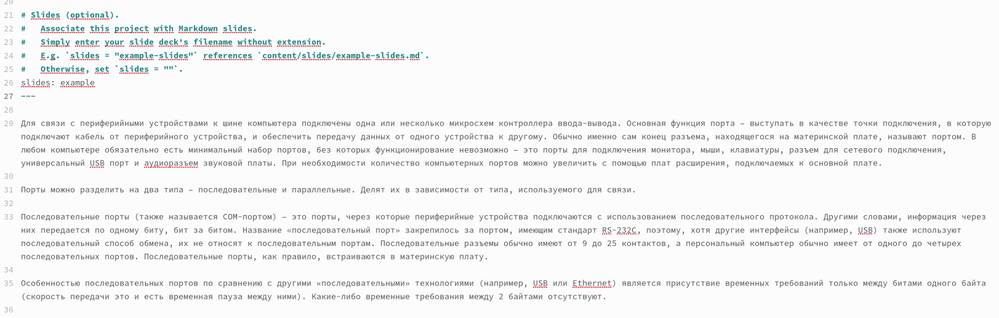 20
21 # Slides (optional).
22 #   Associate this project with Markdown slides.
23 #   Simply enter your slide deck's filename without extension.
24 #   E.g. `slides = "example-slides"` references `content/slides/example-slides.md`.
25 #   Otherwise, set `slides = ""`.
26 slides: example
27 ---
28
29 Для связи с периферийными устройствами к шине компьютера подключены одна или несколько микросхем контроллера ввода-вывода. Основная функция порта – выступать в качестве точки подключения, в которую
подключают кабель от периферийного устройства, и обеспечить передачу данных от одного устройства к другому. Обычно именно сам конец разъема, находящегося на материнской плате, называют портом. В
любом компьютере обязательно есть минимальный набор портов, без которых функционирование невозможно – это порты для подключения монитора, мыши, клавиатуры, разъем для сетевого подключения,
универсальный USB порт и аудиоразъем звуковой платы. При необходимости количество компьютерных портов можно увеличить с помощью плат расширения, подключаемых к основной плате.
30
31 Порты можно разделить на два типа – последовательные и параллельные. Делят их в зависимости от типа, используемого для связи.
32
33 Последовательные порты (также называется COM-портом) – это порты, через которые периферийные устройства подключаются с использованием последовательного протокола. Другими словами, информация через
них передается по одному биту, бит за битом. Название «последовательный порт» закрепилось за портом, имеющим стандарт RS-232C, поэтому, хотя другие интерфейсы (например, USB) также используют
последовательный способ обмена, их не относят к последовательным портам. Последовательные разъемы обычно имеют от 9 до 25 контактов, а персональный компьютер обычно имеет от одного до четырех
последовательных портов. Последовательные порты, как правило, встраиваются в материнскую плату.
34
35 Особенностью последовательных портов по сравнению с другими «последовательными» технологиями (например, USB или Ethernet) является присутствие временных требований только между битами одного байта
(скорость передачи это и есть временная пауза между ними). Какие-либо временные требования между 2 байтами отсутствуют.
36